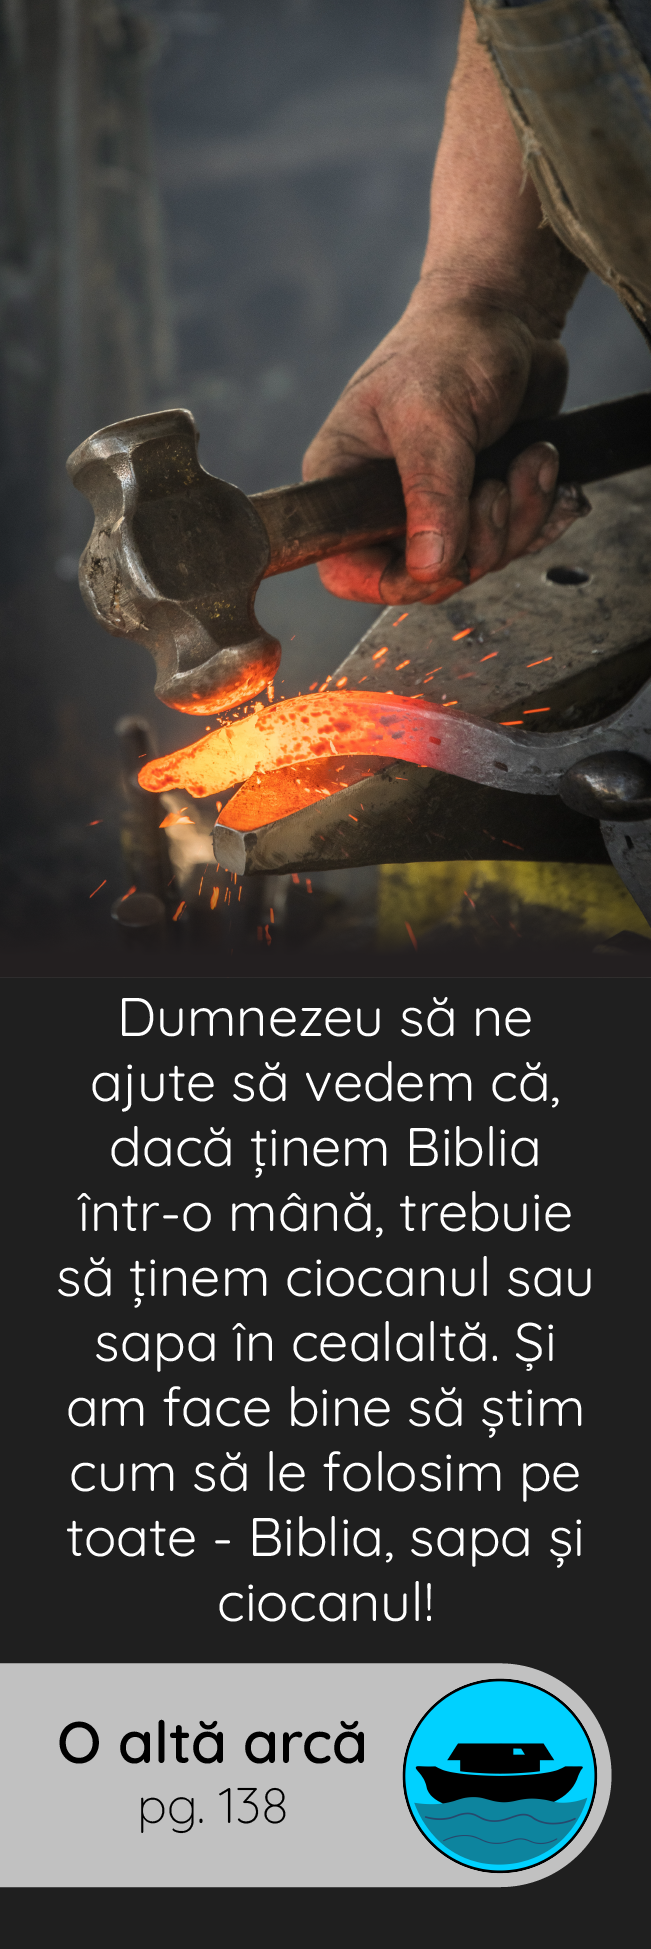 Dumnezeu să ne
ajute să vedem că,
dacă ținem Biblia
într-o mână, trebuie
să ținem ciocanul sau
sapa în cealaltă. Și
am face bine să știm
cum să le folosim pe
toate - Biblia, sapa și
ciocanul!
O altă arcă
pg. 138